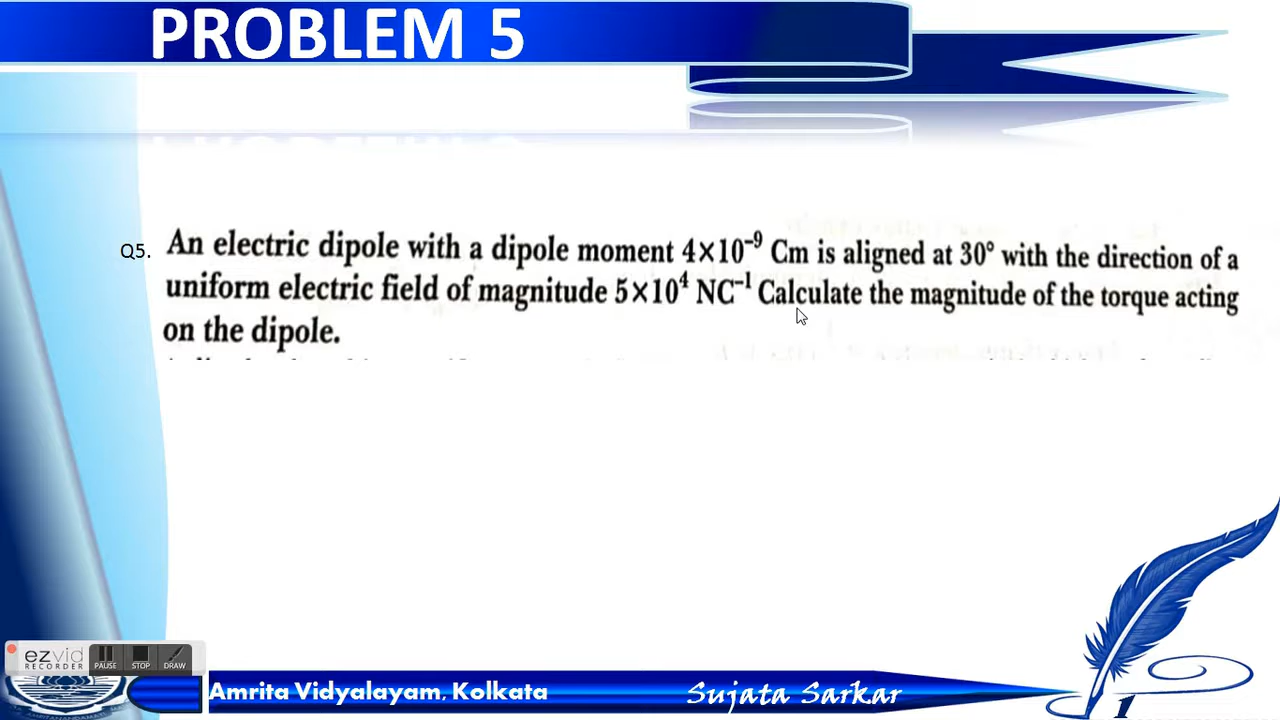 PROBLEM 5
Q5. An electric dipole with a dipole moment 4×10⁻⁹ Cm is aligned at 30° with the direction of a
uniform electric field of magnitude 5×10⁴ NC⁻¹ Calculate the magnitude of the torque acting
on the dipole.
ezvid
RECORDER
PAUSE
STOP
DRAW
Amrita Vidyalayam, Kolkata
Sujata Sarkar
1